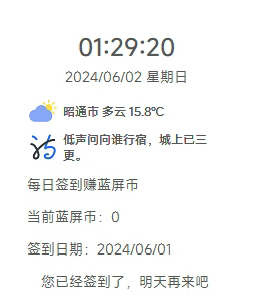 01:29:20
2024/06/02 星期日
昭通市 多云 15.8℃
低声问向谁行宿，城上已三
更。
每日签到赚蓝屏币
当前蓝屏币：0
签到日期：2024/06/01
您已经签到了，明天再来吧